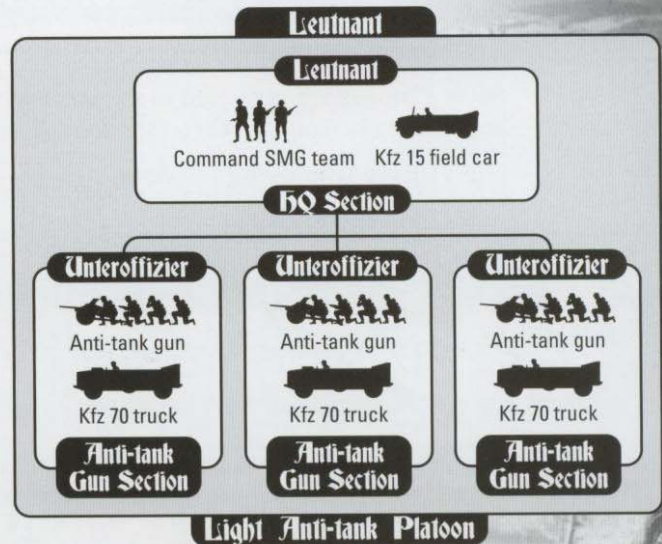 Leutnant
Leutnant
Command SMG team Kfz 15 field car
HQ Section
Unteroffizier Unteroffizier Unteroffizier
Anti-tank gun Anti-tank gun Anti-tank gun
Kfz 70 truck Kfz 70 truck Kfz 70 truck
Anti-tank Anti-tank Anti-tank
Gun Section Gun Section Gun Section
Light Anti-tank Platoon